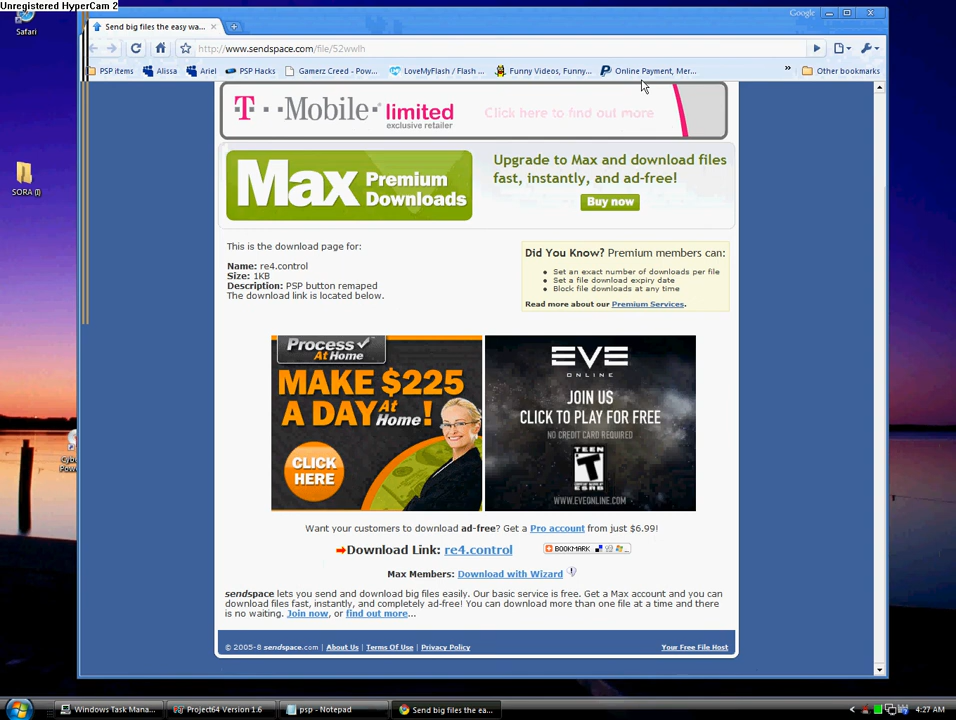 Unregistered HyperCam 2
Safari
Send big files the easy wa...
Google
http://www.sendspace.com/file/52wwlh
PSP items
Alissa
Ariel
PSP Hacks
Gamerz Creed - Pow...
LoveMyFlash / Flash ...
Funny Videos, Funny...
Online Payment, Mer...
»
Other bookmarks
T··Mobile· limited
exclusive retailer
Click here to find out more
Max Premium Downloads
Upgrade to Max and download files
fast, instantly, and ad-free!
Buy now
SORA (I)
This is the download page for:
Name: re4.control
Size: 1KB
Description: PSP button remaped
The download link is located below.
Did You Know? Premium members can:
Set an exact number of downloads per file
Set a file download expiry date
Block file downloads at any time
Read more about our Premium Services.
Process
At Home
MAKE $225
A DAY At Home!
CLICK
HERE
EVE
ONLINE
JOIN US
CLICK TO PLAY FOR FREE
NO CREDIT CARD REQUIRED
TEEN
T
ESRB
WWW.EVEONLINE.COM
Want your customers to download ad-free? Get a Pro account from just $6.99!
Download Link: re4.control
BOOKMARK
Max Members: Download with Wizard
sendspace lets you send and download big files easily. Our basic service is free. Get a Max account and you can
download files fast, instantly, and completely ad-free! You can download more than one file at a time and there
is no waiting. Join now, or find out more...
© 2005-8 sendspace.com | About Us | Terms Of Use | Privacy Policy
Your Free File Host
Windows Task Mana...
Project64 Version 1.6
psp - Notepad
Send big files the ea...
4:27 AM